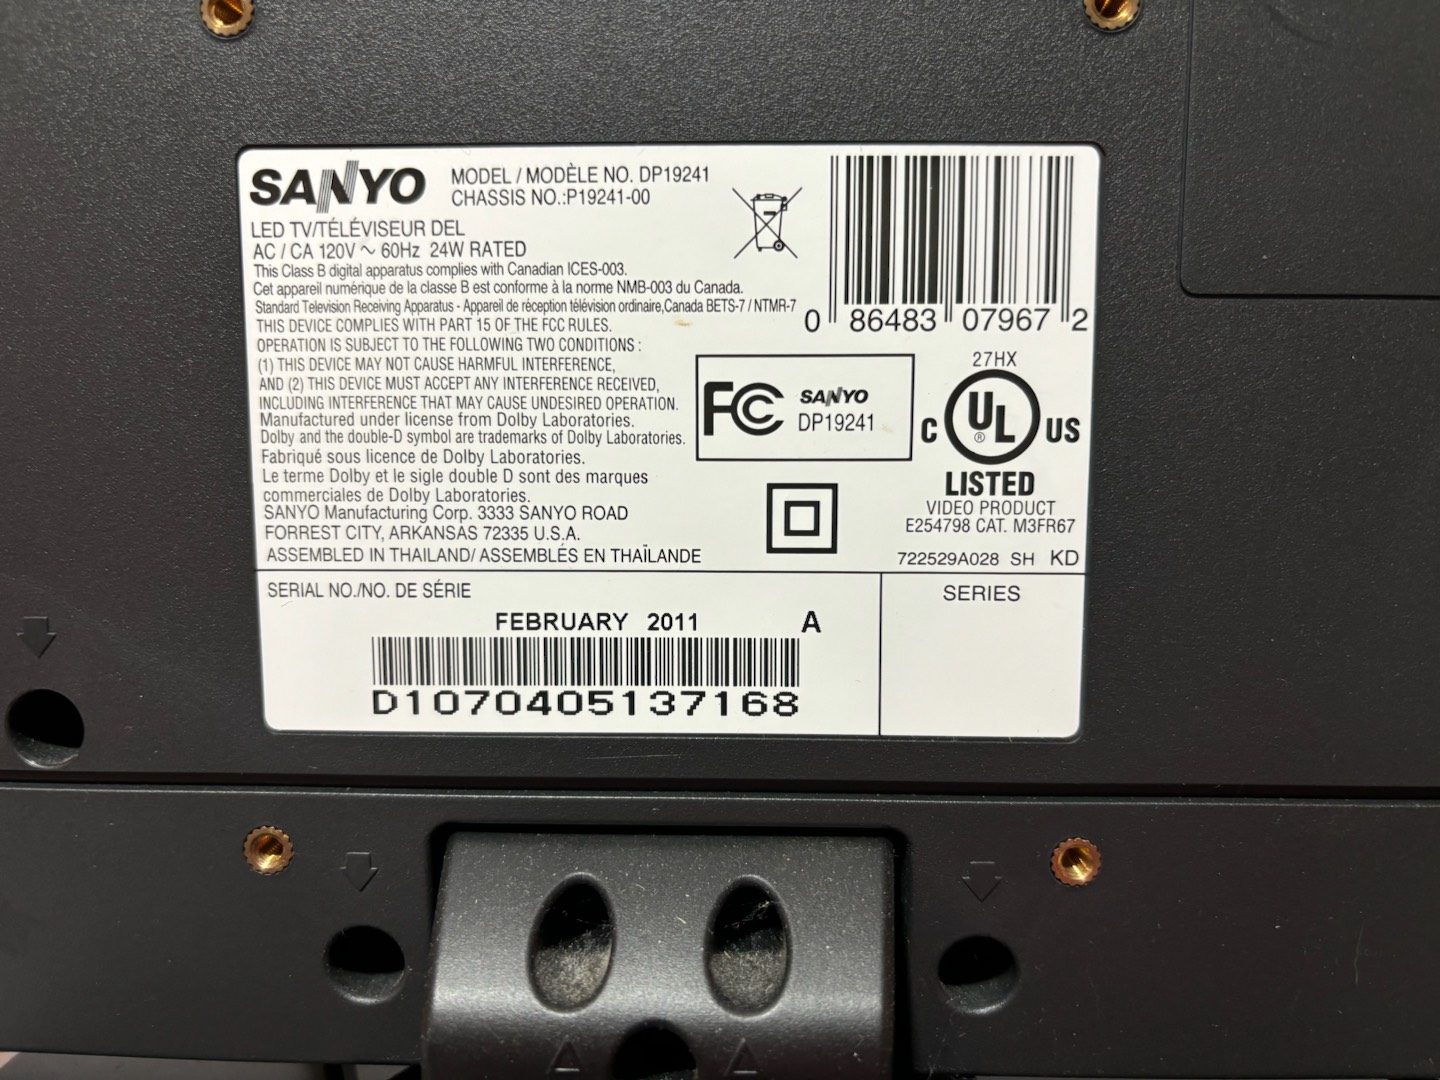 SANYO
MODEL / MODÈLE NO. DP19241
CHASSIS NO.:P19241-00
LED TV/TÉLÉVISEUR DEL
AC / CA 120V ~ 60Hz 24W RATED
This Class B digital apparatus complies with Canadian ICES-003.
Cet appareil numérique de la classe B est conforme à la norme NMB-003 du Canada.
Standard Television Receiving Apparatus - Appareil de réception télévision ordinaire,Canada BETS-7 / NTMR-7
THIS DEVICE COMPLIES WITH PART 15 OF THE FCC RULES.
OPERATION IS SUBJECT TO THE FOLLOWING TWO CONDITIONS :
(1) THIS DEVICE MAY NOT CAUSE HARMFUL INTERFERENCE,
AND (2) THIS DEVICE MUST ACCEPT ANY INTERFERENCE RECEIVED,
INCLUDING INTERFERENCE THAT MAY CAUSE UNDESIRED OPERATION.
Manufactured under license from Dolby Laboratories.
Dolby and the double-D symbol are trademarks of Dolby Laboratories.
Fabriqué sous licence de Dolby Laboratories.
Le terme Dolby et le sigle double D sont des marques
commerciales de Dolby Laboratories.
SANYO Manufacturing Corp. 3333 SANYO ROAD
FORREST CITY, ARKANSAS 72335 U.S.A.
ASSEMBLED IN THAILAND/ ASSEMBLÉS EN THAÏLANDE
0 86483 07967 2
FC SANYO
DP19241
27HX
C UL ® US
LISTED
VIDEO PRODUCT
E254798 CAT. M3FR67
722529A028 SH KD
SERIAL NO./NO. DE SÉRIE
FEBRUARY 2011 A
D1070405137168
SERIES